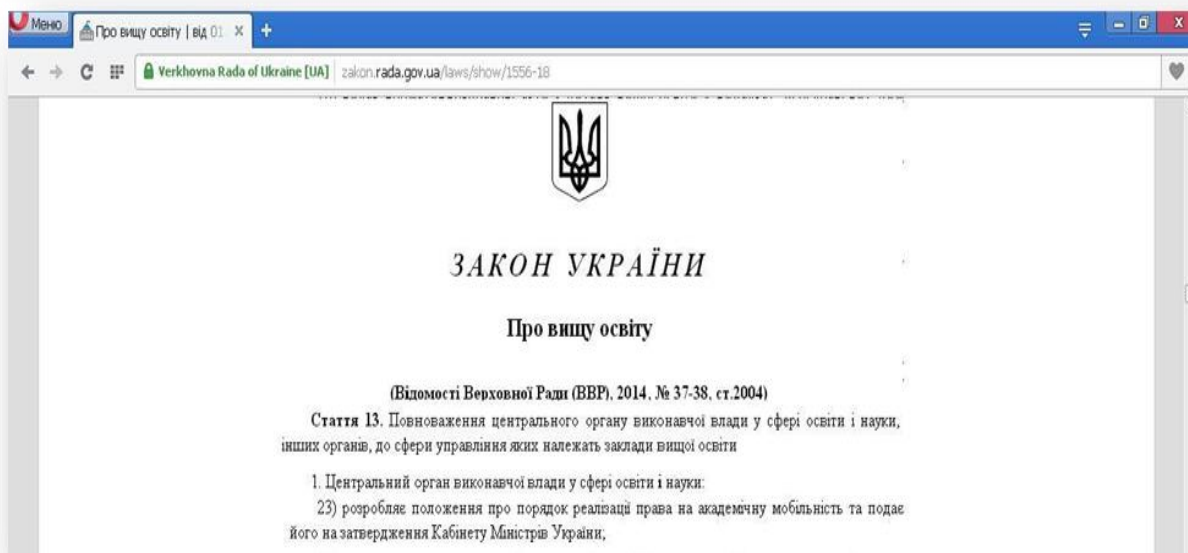 Меню
Про вищу освіту | від 01
Verkhovna Rada of Ukraine [UA] zakon.rada.gov.ua/laws/show/1556-18
ЗАКОН УКРАЇНИ
Про вищу освіту
(Відомості Верховної Ради (ВВР), 2014, № 37-38, ст.2004)
Стаття 13. Повноваження центрального органу виконавчої влади у сфері освіти і науки,
інших органів, до сфери управління яких належать заклади вищої освіти
1. Центральний орган виконавчої влади у сфері освіти і науки:
23) розробляє положення про порядок реалізації права на академічну мобільність та подає
його на затвердження Кабінету Міністрів України;